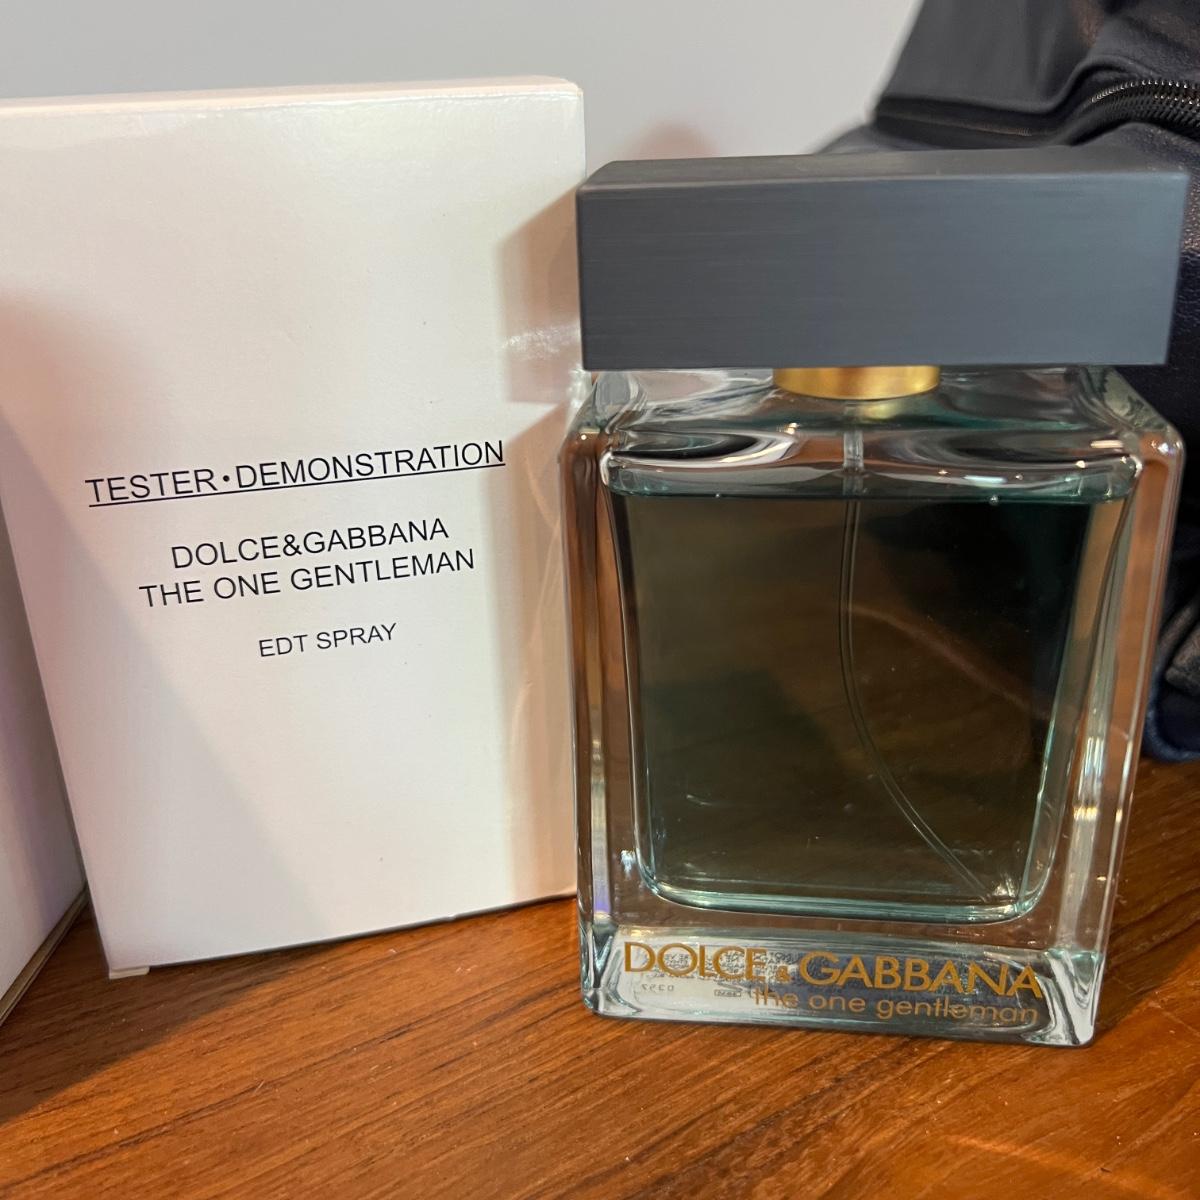 TESTER·DEMONSTRATION
DOLCE&GABBANA
THE ONE GENTLEMAN
EDT SPRAY
DOLCE & GABBANA
the one gentleman